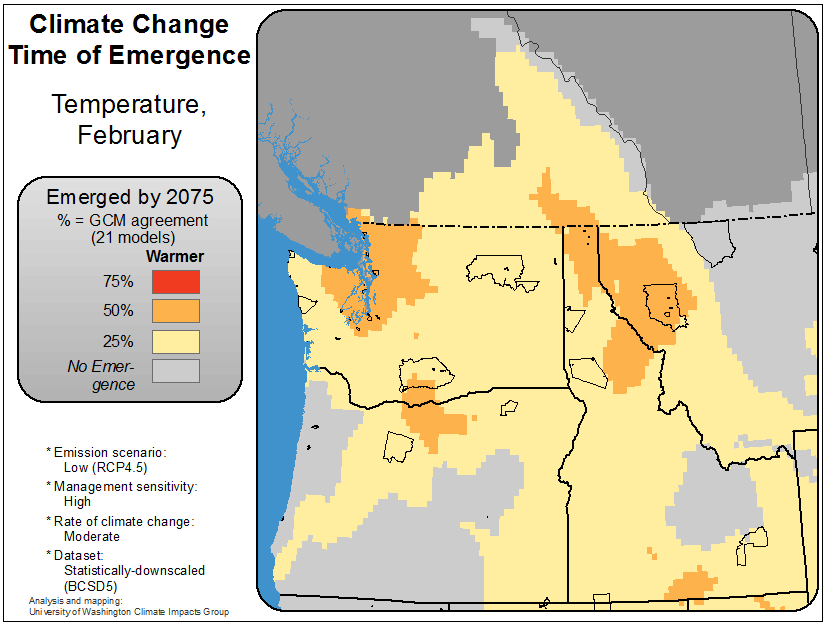 Climate Change
Time of Emergence
Temperature,
February
Emerged by 2075
% = GCM agreement
(21 models)
Warmer
75%
50%
25%
No Emer-
gence
* Emission scenario:
Low (RCP4.5)
* Management sensitivity:
High
* Rate of climate change:
Moderate
* Dataset:
Statistically-downscaled
(BCSD5)
Analysis and mapping:
University of Washington Climate Impacts Group